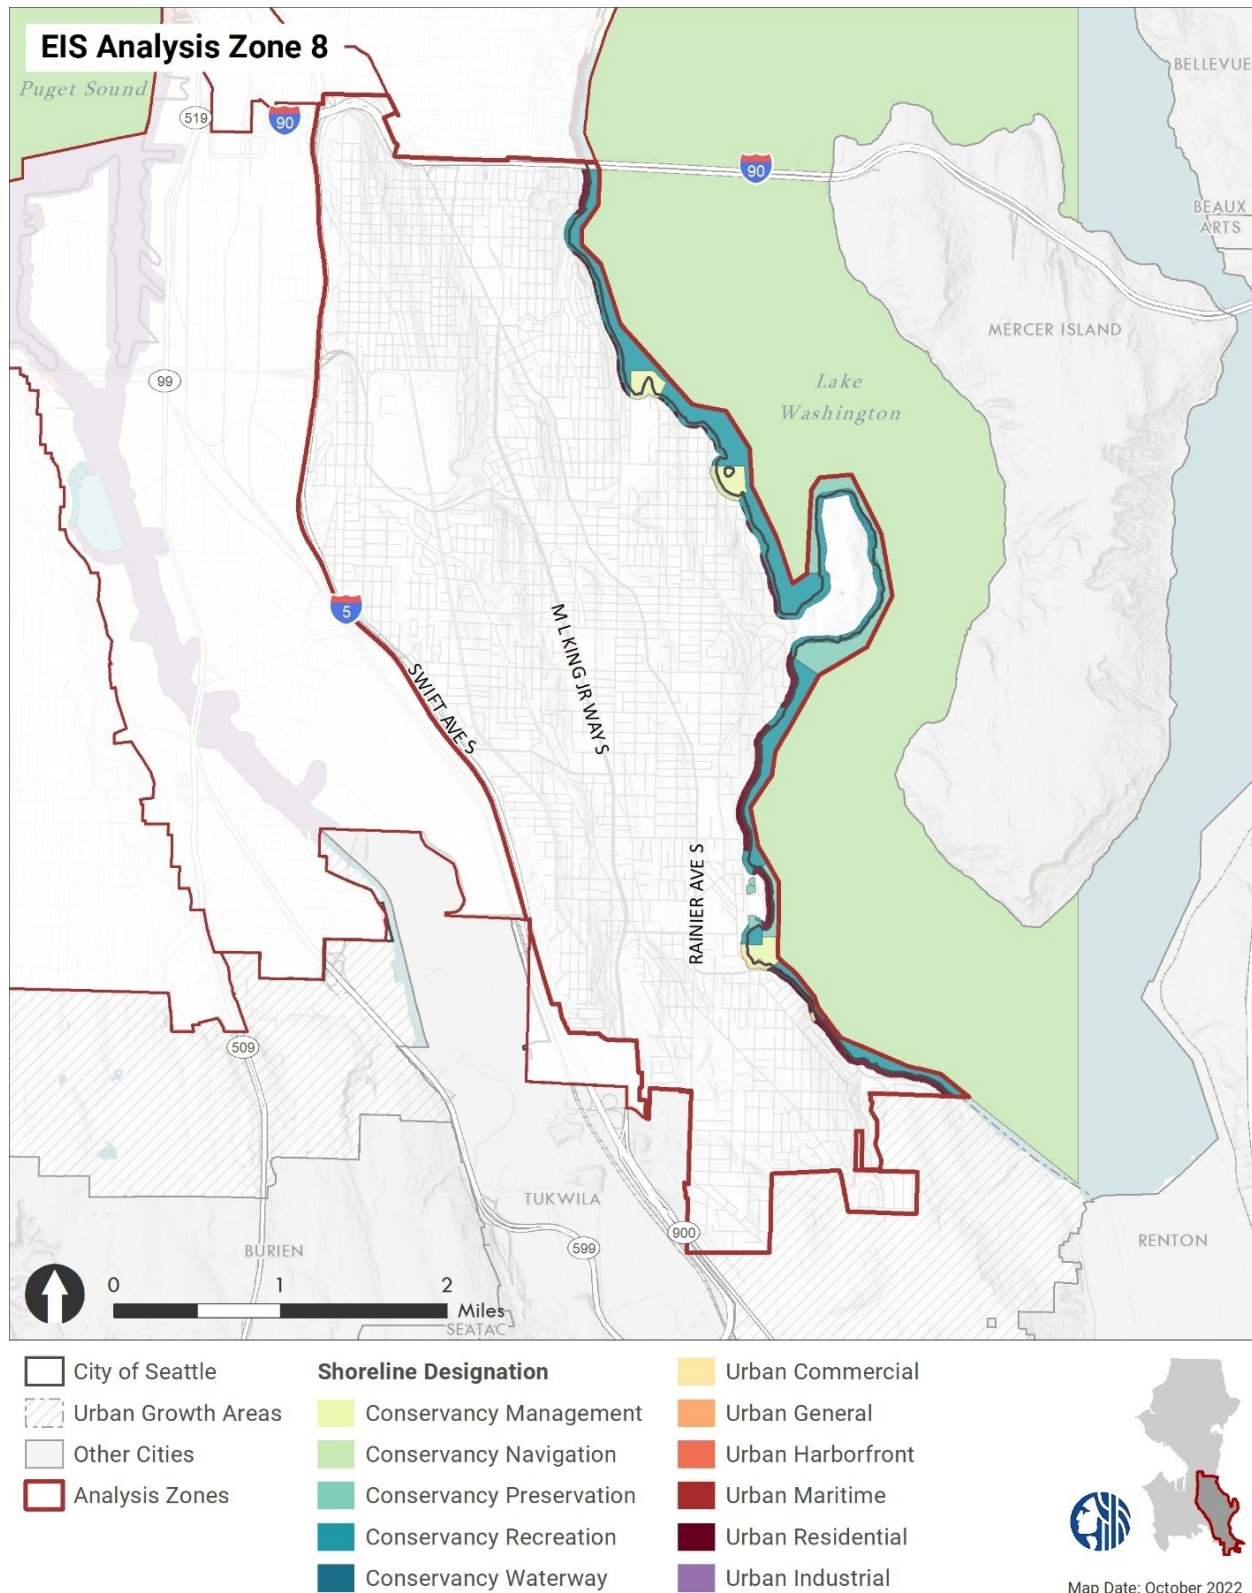 EIS Analysis Zone 8
Puget Sound
519
90
90
BELLEVUE
BEAUX
ARTS
MERCER ISLAND
99
Lake
Washington
5
SWIFT AVE S
M L KING JR WAY S
RAINIER AVE S
509
TUKWILA
900
599
BURIEN
RENTON
0 1 2
Miles
SEATAC
City of Seattle
Urban Growth Areas
Other Cities
Analysis Zones
Shoreline Designation
Conservancy Management
Conservancy Navigation
Conservancy Preservation
Conservancy Recreation
Conservancy Waterway
Urban Commercial
Urban General
Urban Harborfront
Urban Maritime
Urban Residential
Urban Industrial
Map Date: October 2022